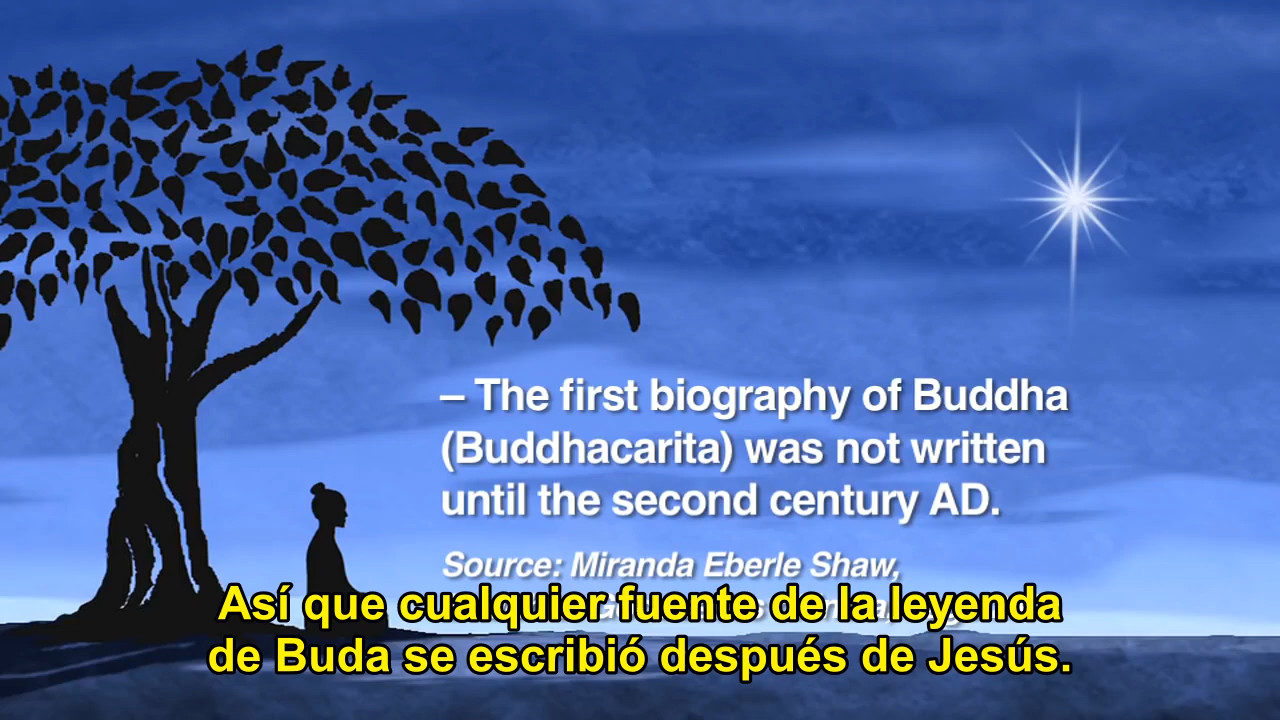 – The first biography of Buddha
(Buddhacarita) was not written
until the second century AD.
Source: Miranda Eberle Shaw,
Así que cualquier fuente de la leyenda
de Buda se escribió después de Jesús.